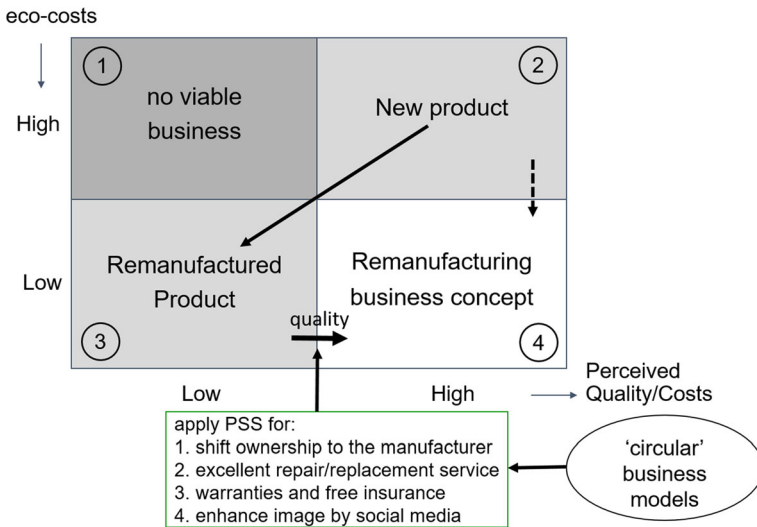 eco-costs
1
no viable
business
2
New product
High
Remanufactured
Product
3
Remanufacturing
business concept
4
quality
Low
Low
High
Perceived
Quality/Costs
apply PSS for:
1. shift ownership to the manufacturer
2. excellent repair/replacement service
3. warranties and free insurance
4. enhance image by social media
‘circular’
business
models